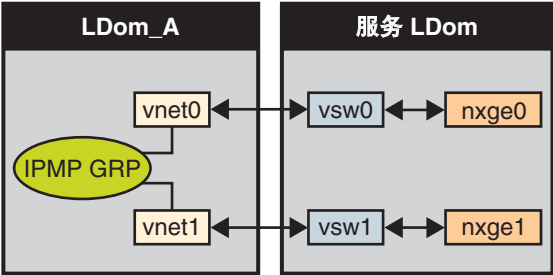 LDom_A
服务 LDom
vnet0
vsw0
nxge0
IPMP GRP
vnet1
vsw1
nxge1